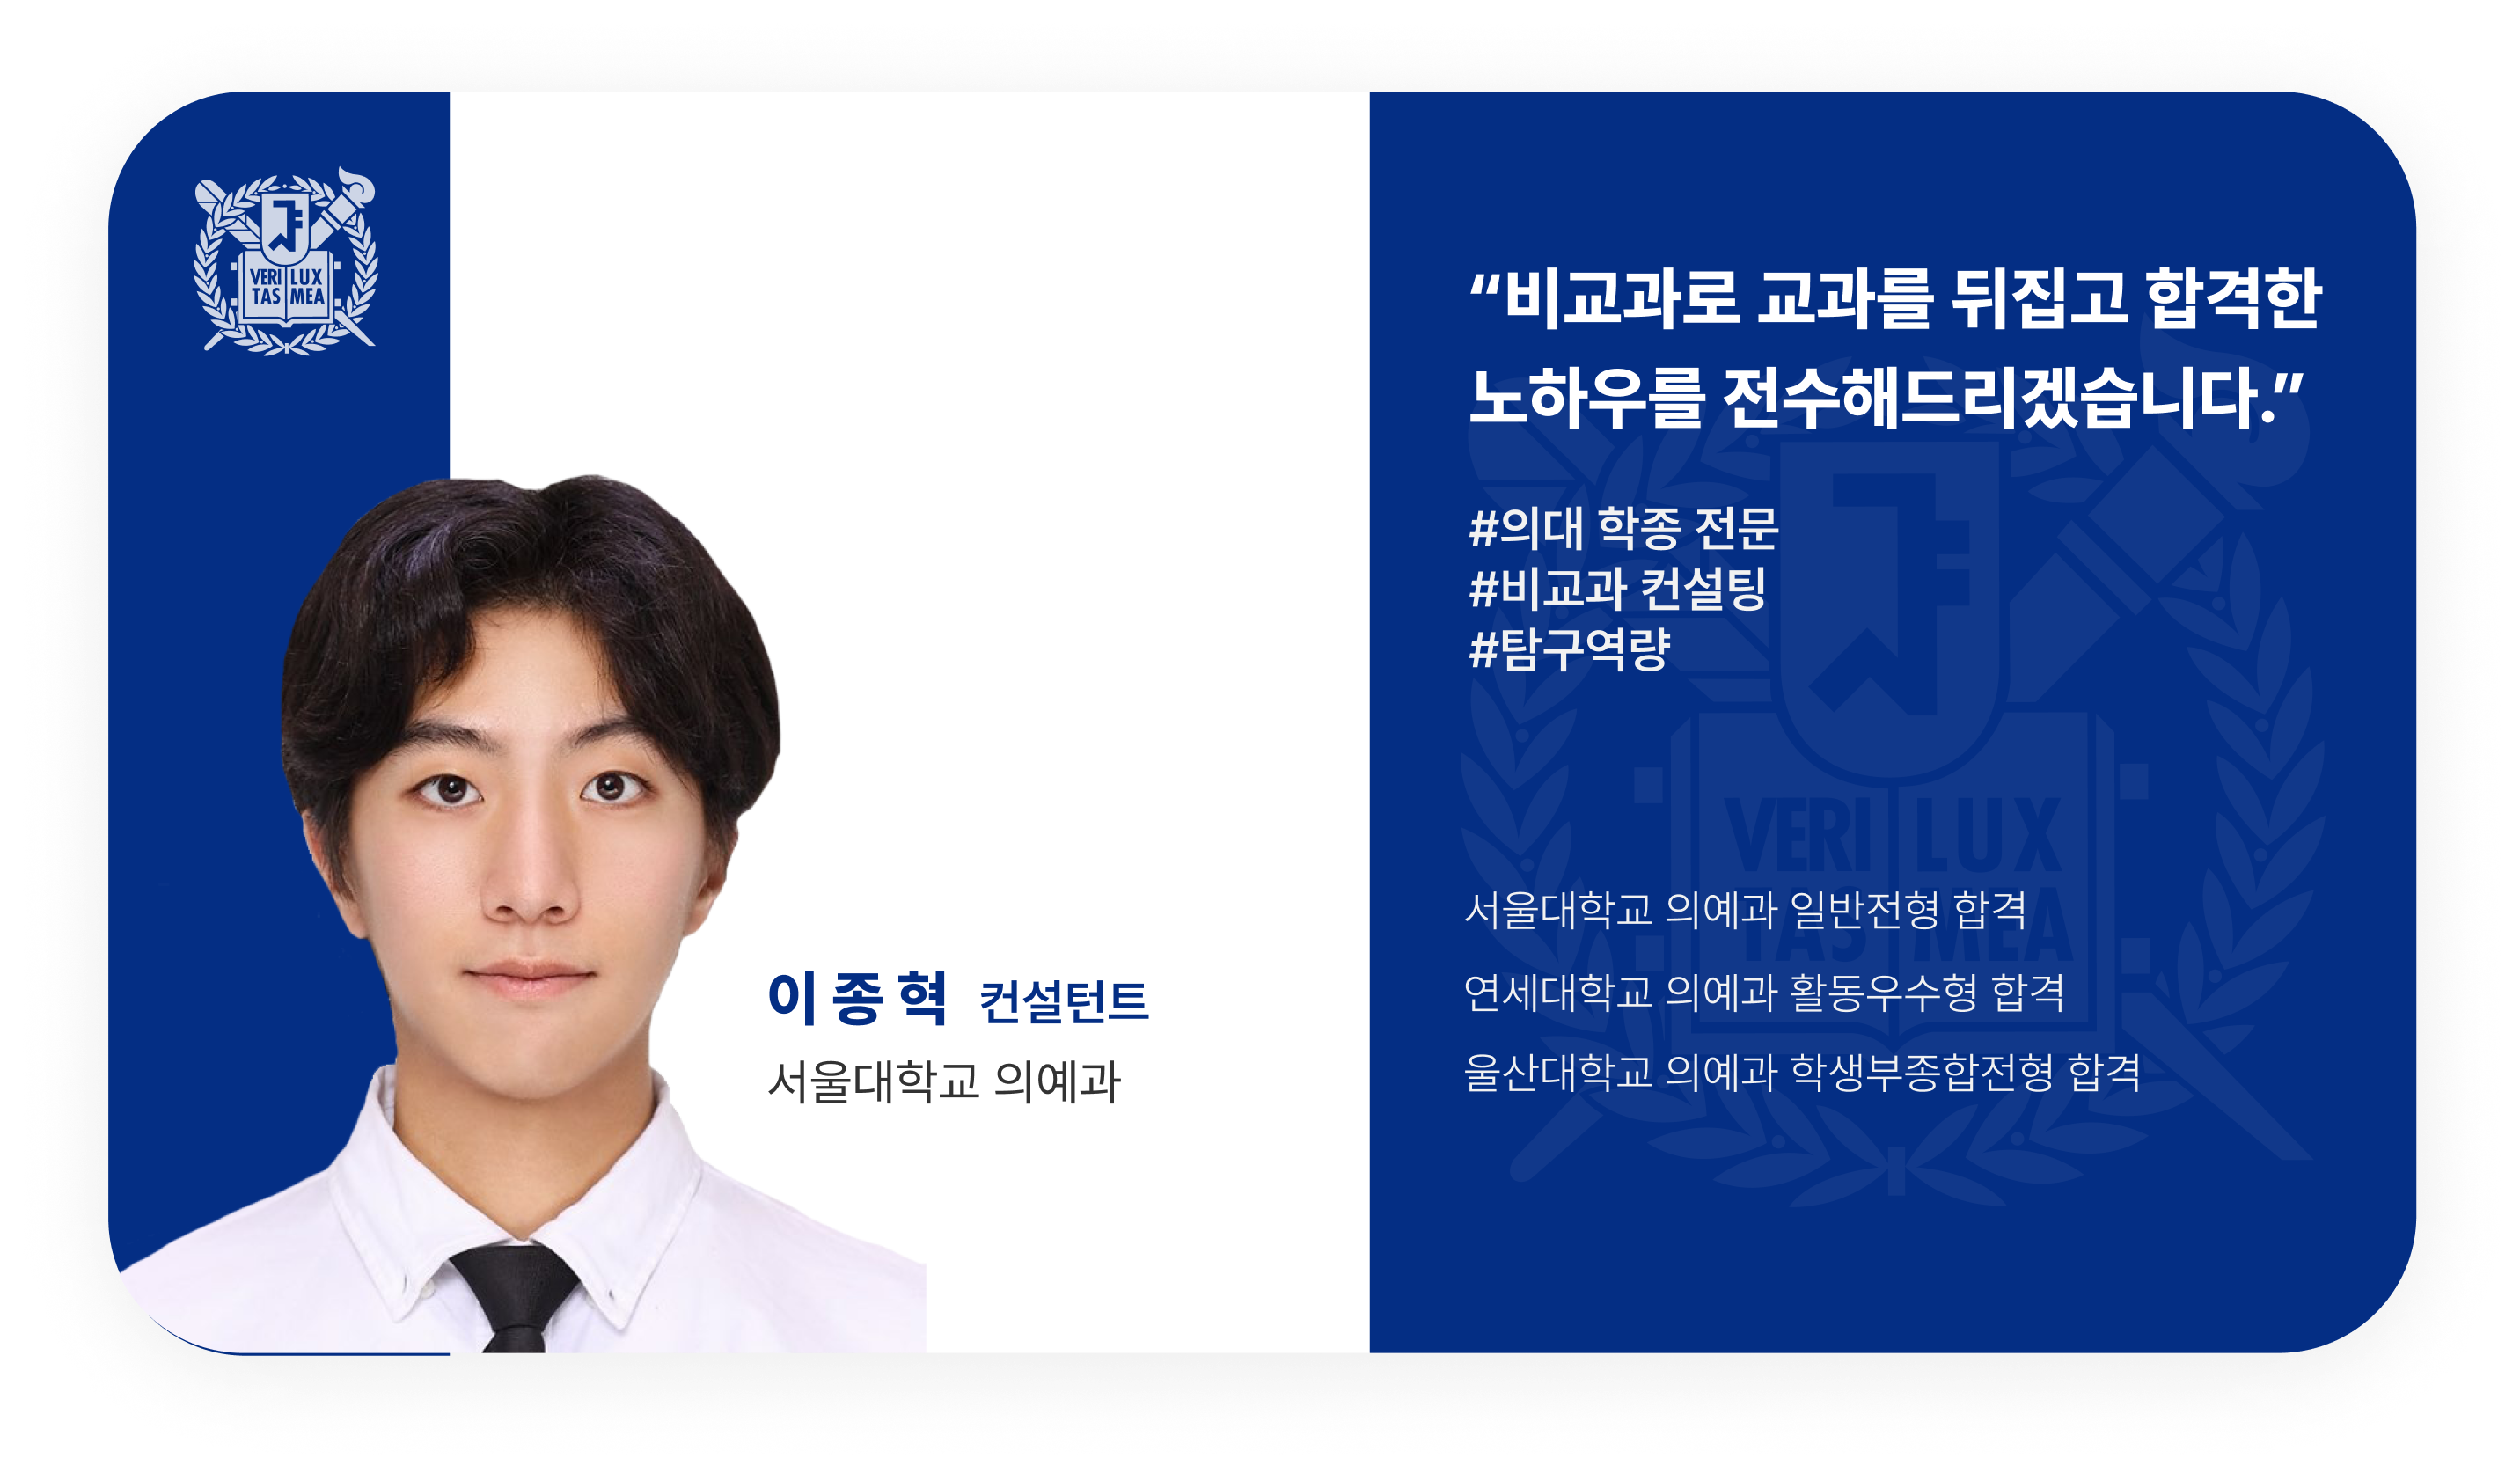 VERI LUX
TAS MEA
이종혁 컨설턴트
서울대학교 의예과
“비교과로 교과를 뒤집고 합격한
노하우를 전수해드리겠습니다.”
#의대 학종 전문
#비교과 컨설팅
#탐구역량
VERI LUX
TAS MEA
서울대학교 의예과 일반전형 합격
연세대학교 의예과 활동우수형 합격
울산대학교 의예과 학생부종합전형 합격